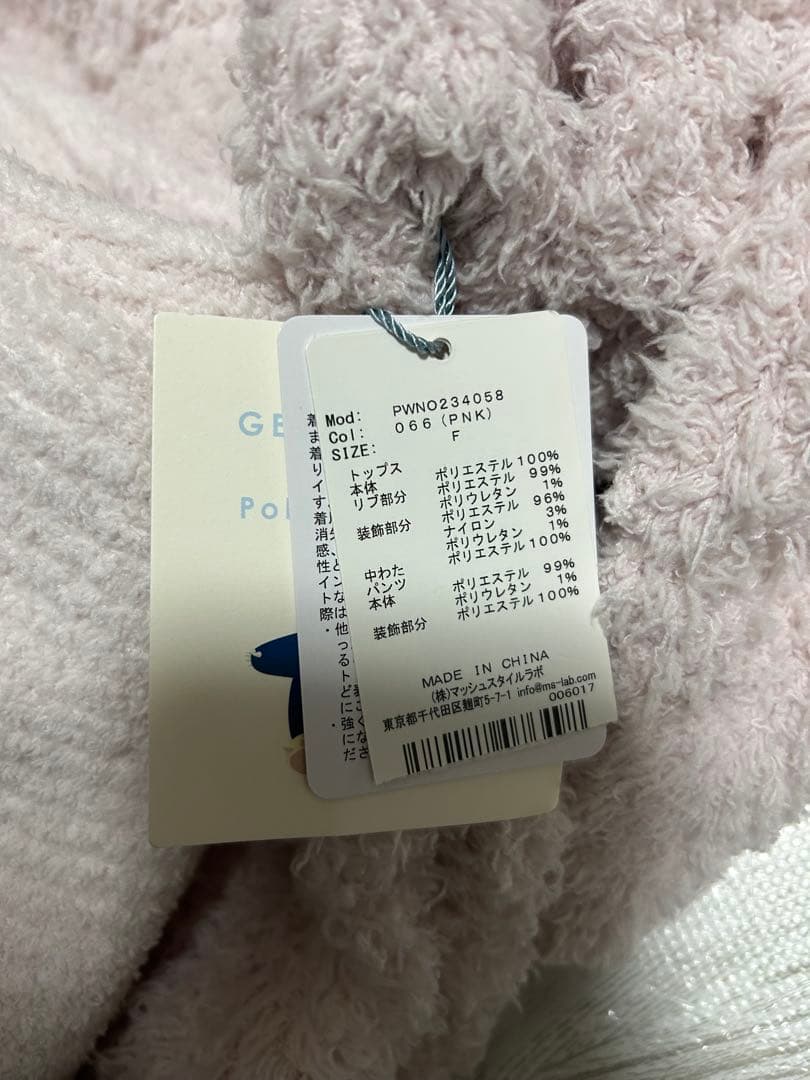 GE
Pol
Mod: PWNO234058
Col: 066(PNK)
SIZE: F
トップス
本体 ポリエステル 100%
リブ部分 ポリエステル 99%
ポリウレタン 1%
装飾部分 ポリエステル 96%
ナイロン 3%
ポリウレタン 1%
中わた ポリエステル 100%
パンツ
本体 ポリエステル 99%
ポリウレタン 1%
装飾部分 ポリエステル 100%
MADE IN CHINA
(株)マッシュスタイルラボ
東京都千代田区麹町5-7-1 info@ms-lab.com
006017